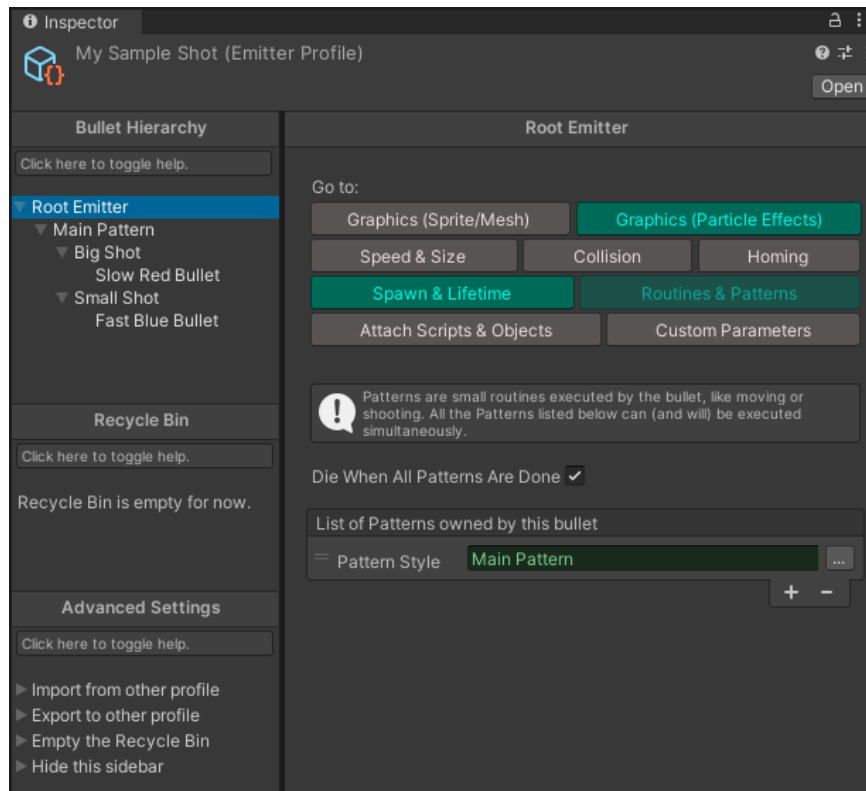 Inspector
My Sample Shot (Emitter Profile)
Open
Bullet Hierarchy
Click here to toggle help.
Root Emitter
Main Pattern
Big Shot
Slow Red Bullet
Small Shot
Fast Blue Bullet
Recycle Bin
Click here to toggle help.
Recycle Bin is empty for now.
Advanced Settings
Click here to toggle help.
Import from other profile
Export to other profile
Empty the Recycle Bin
Hide this sidebar
Root Emitter
Go to:
Graphics (Sprite/Mesh) Graphics (Particle Effects)
Speed & Size Collision Homing
Spawn & Lifetime Routines & Patterns
Attach Scripts & Objects Custom Parameters
Patterns are small routines executed by the bullet, like moving or
shooting. All the Patterns listed below can (and will) be executed
simultaneously.
Die When All Patterns Are Done
List of Patterns owned by this bullet
Pattern Style Main Pattern ...
+ −